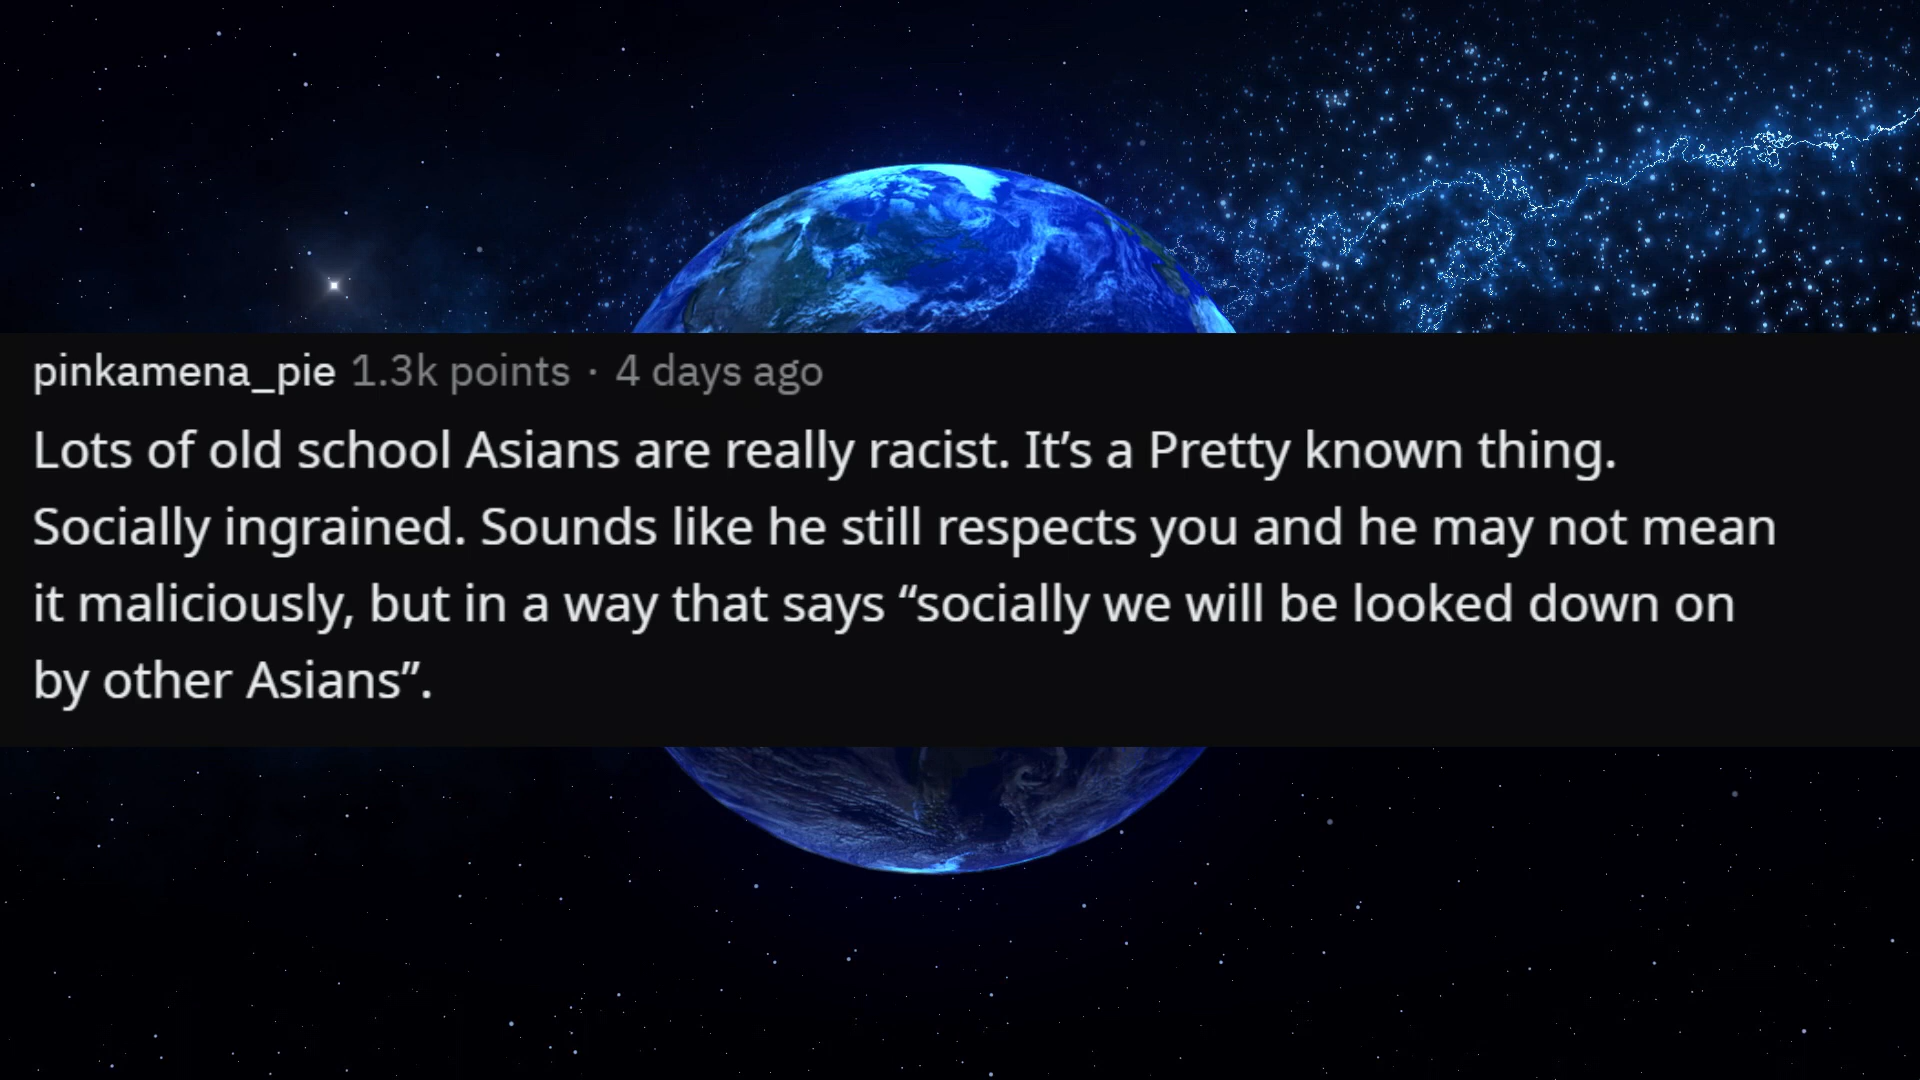 pinkamena_pie 1.3k points · 4 days ago
Lots of old school Asians are really racist. It’s a Pretty known thing.
Socially ingrained. Sounds like he still respects you and he may not mean
it maliciously, but in a way that says “socially we will be looked down on
by other Asians”.